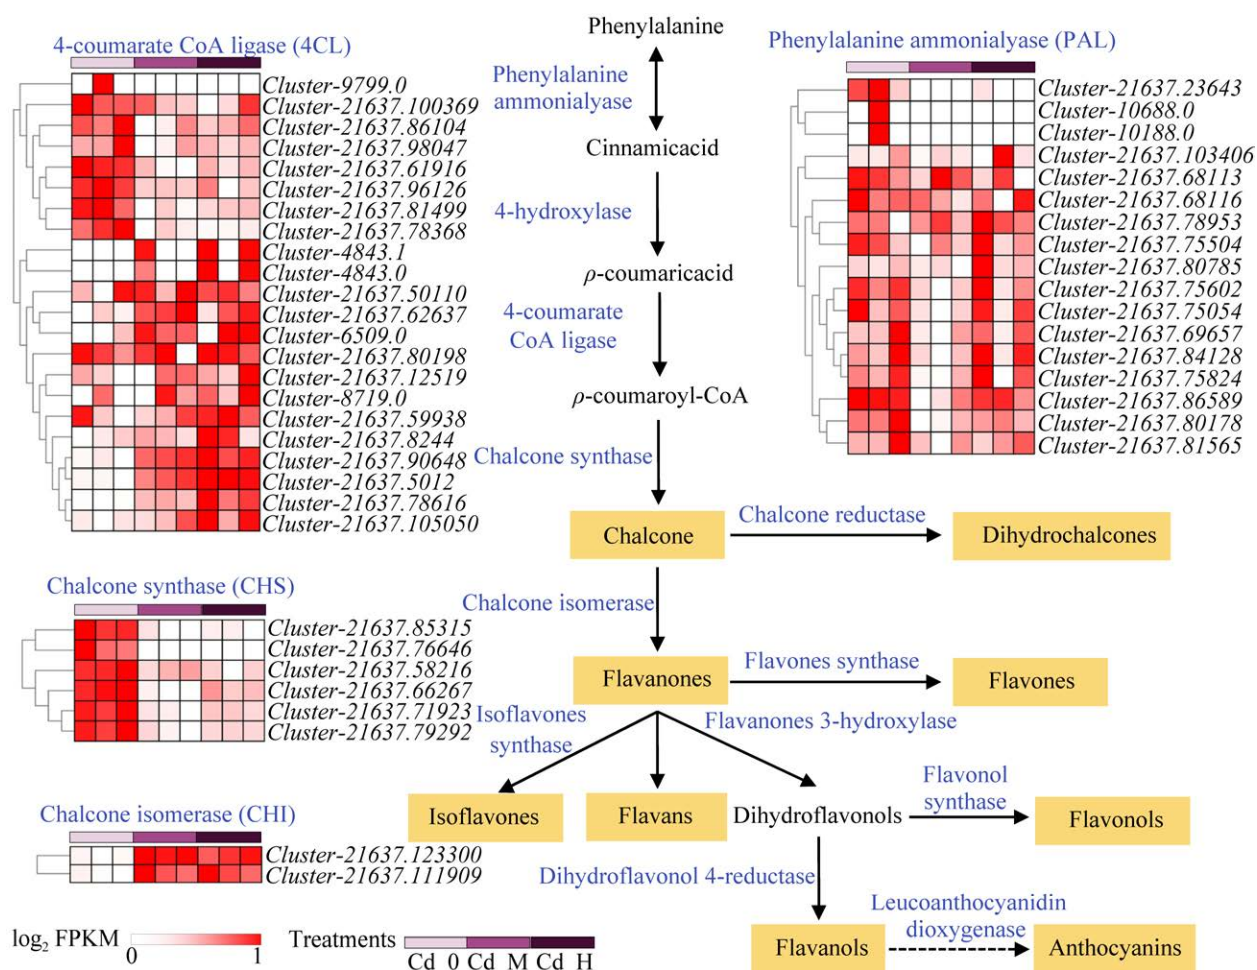 4-coumarate CoA ligase (4CL)
Cluster-9799.0
Cluster-21637.100369
Cluster-21637.86104
Cluster-21637.98047
Cluster-21637.61916
Cluster-21637.96126
Cluster-21637.81499
Cluster-21637.78368
Cluster-4843.1
Cluster-4843.0
Cluster-21637.50110
Cluster-21637.62637
Cluster-6509.0
Cluster-21637.80198
Cluster-21637.12519
Cluster-8719.0
Cluster-21637.59938
Cluster-21637.8244
Cluster-21637.90648
Cluster-21637.5012
Cluster-21637.78616
Cluster-21637.105050
Chalcone synthase (CHS)
Cluster-21637.85315
Cluster-21637.76646
Cluster-21637.58216
Cluster-21637.66267
Cluster-21637.71923
Cluster-21637.79292
Chalcone isomerase (CHI)
Cluster-21637.123300
Cluster-21637.111909
log₂ FPKM
0 1
Treatments
Cd 0 Cd M Cd H
Phenylalanine
Phenylalanine
ammonialyase
Cinnamicacid
4-hydroxylase
ρ-coumaricacid
4-coumarate
CoA ligase
ρ-coumaroyl-CoA
Chalcone synthase
Chalcone
Chalcone reductase
Dihydrochalcones
Chalcone isomerase
Flavanones
Flavones synthase
Flavones
Isoflavones
synthase
Flavanones 3-hydroxylase
Isoflavones
Flavans
Dihydroflavonols
Flavonol
synthase
Flavonols
Dihydroflavonol 4-reductase
Flavanols
Leucoanthocyanidin
dioxygenase
Anthocyanins
Phenylalanine ammonialyase (PAL)
Cluster-21637.23643
Cluster-10688.0
Cluster-10188.0
Cluster-21637.103406
Cluster-21637.68113
Cluster-21637.68116
Cluster-21637.78953
Cluster-21637.75504
Cluster-21637.80785
Cluster-21637.75602
Cluster-21637.75054
Cluster-21637.69657
Cluster-21637.84128
Cluster-21637.75824
Cluster-21637.86589
Cluster-21637.80178
Cluster-21637.81565